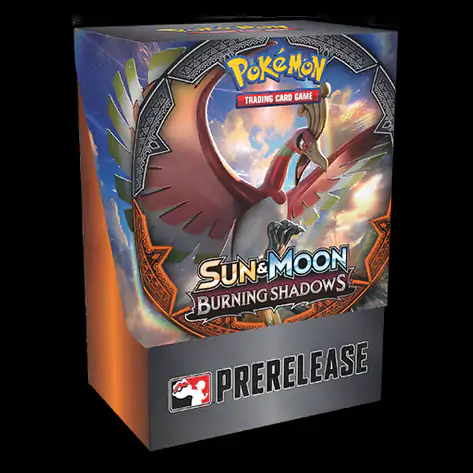 POKéMON
TRADING CARD GAME
SUN & MOON
BURNING SHADOWS
PRERELEASE